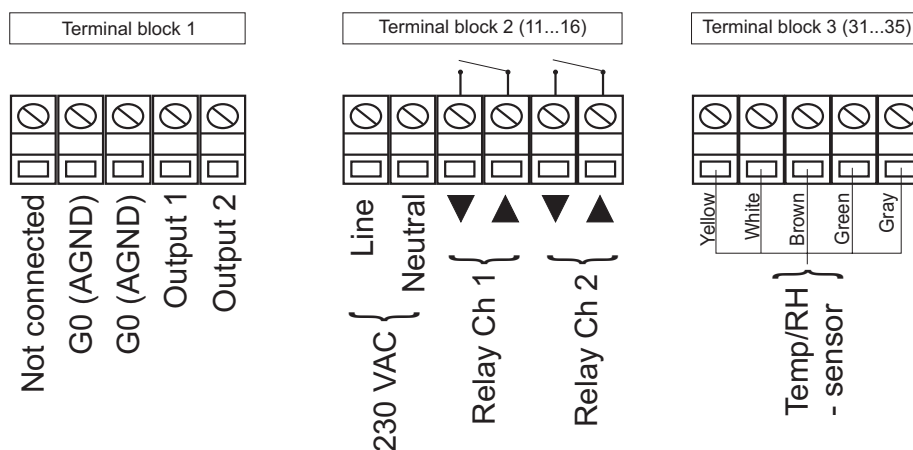 Terminal block 1
Terminal block 2 (11...16)
Terminal block 3 (31...35)
Not connected
G0 (AGND)
G0 (AGND)
Output 1
Output 2
Line
Neutral
230 VAC
Relay Ch 1
Relay Ch 2
Yellow
White
Brown
Green
Gray
Temp/RH
- sensor